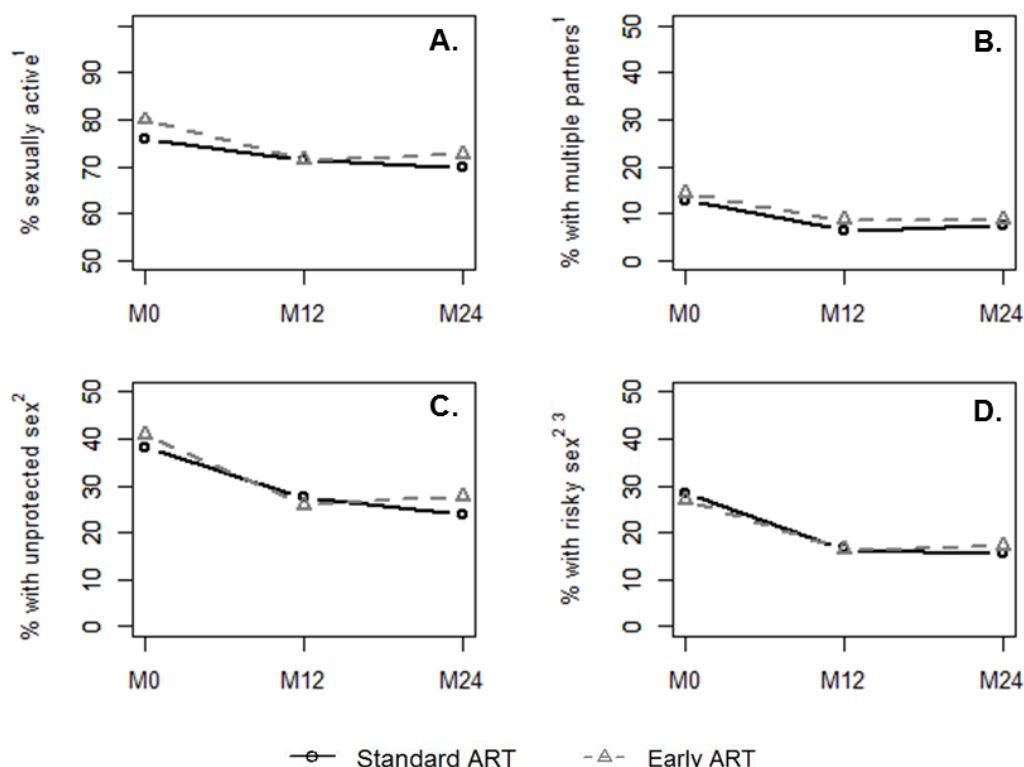 A.
% sexually active¹
90
80
70
60
50
M0 M12 M24
B.
% with multiple partners¹
50
40
30
20
10
0
M0 M12 M24
C.
% with unprotected sex²
50
40
30
20
10
0
M0 M12 M24
D.
% with risky sex² ³
50
40
30
20
10
0
M0 M12 M24
Standard ART Early ART